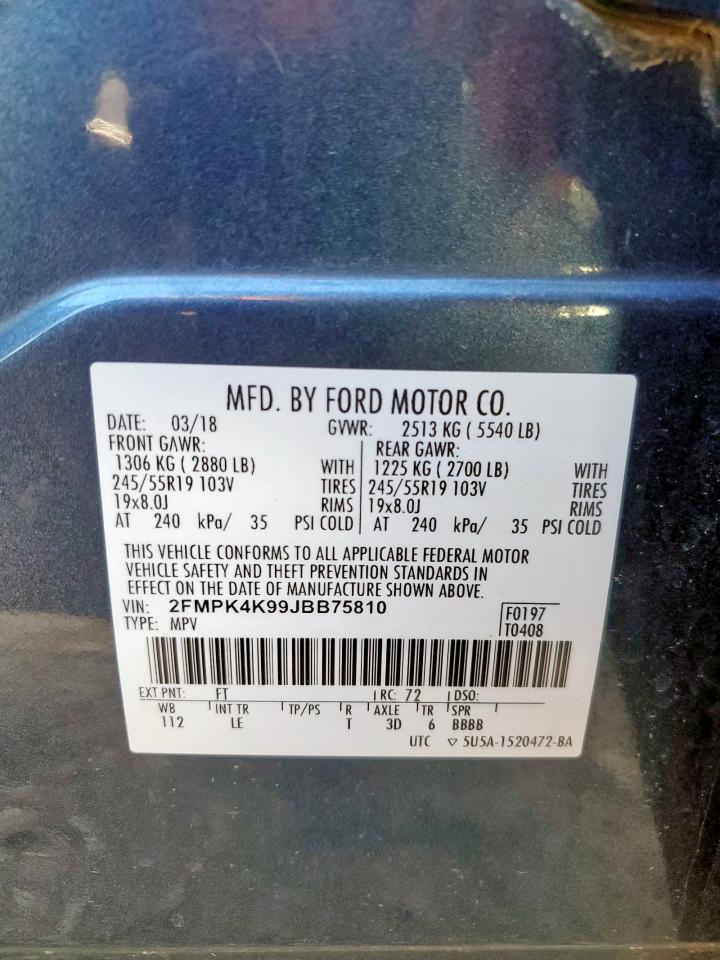 MFD. BY FORD MOTOR CO.
DATE: 03/18 GVWR: 2513 KG ( 5540 LB)
FRONT GAWR: REAR GAWR:
1306 KG ( 2880 LB) WITH 1225 KG ( 2700 LB) WITH
245/55R19 103V TIRES 245/55R19 103V TIRES
19x8.0J RIMS 19x8.0J RIMS
AT 240 kPa/ 35 PSI COLD AT 240 kPa/ 35 PSI COLD
THIS VEHICLE CONFORMS TO ALL APPLICABLE FEDERAL MOTOR
VEHICLE SAFETY AND THEFT PREVENTION STANDARDS IN
EFFECT ON THE DATE OF MANUFACTURE SHOWN ABOVE.
VIN: 2FMPK4K99JBB75810 F0197
TYPE: MPV T0408
EXT PNT: FT RC: 72 DSO:
WB INT TR TP/PS R AXLE TR SPR
112 LE T 3D 6 BBBB
UTC ▽ 5U5A-1520472-BA